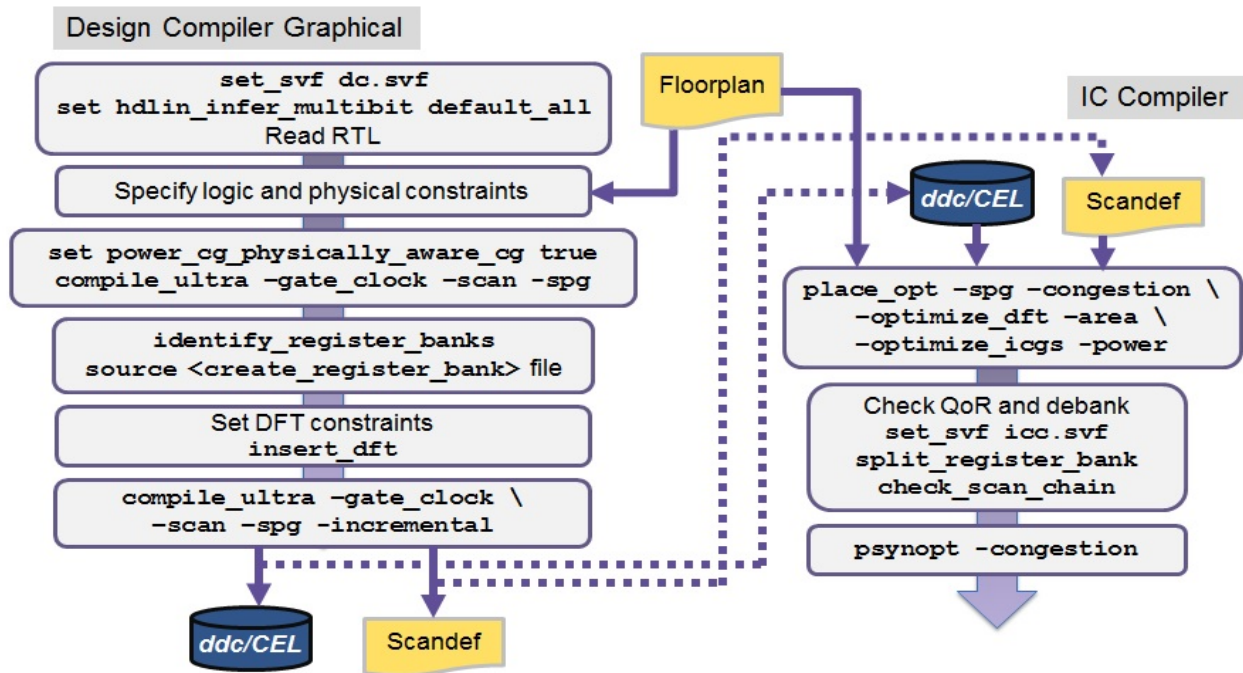 Design Compiler Graphical
set_svf dc.svf
set hdlin_infer_multibit default_all
Read RTL
Specify logic and physical constraints
set power_cg_physically_aware_cg true
compile_ultra –gate_clock –scan -spg
identify_register_banks
source <create_register_bank> file
Set DFT constraints
insert_dft
compile_ultra –gate_clock \
–scan –spg -incremental
ddc/CEL
Scandef
Floorplan
IC Compiler
ddc/CEL
Scandef
place_opt –spg –congestion \
–optimize_dft –area \
–optimize_icgs -power
Check QoR and debank
set_svf icc.svf
split_register_bank
check_scan_chain
psynopt -congestion